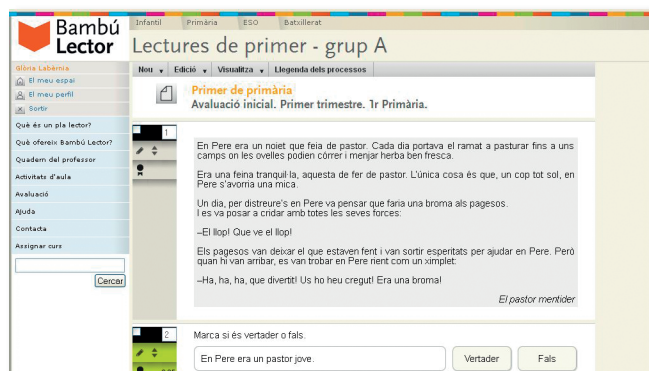 Bambú
Lector
Infantil Primària ESO Batxillerat
Lectures de primer - grup A
Glòria Labèrnia
El meu espai
El meu perfil
Sortir
Què és un pla lector?
Què ofereix Bambú Lector?
Quadern del professor
Activitats d'aula
Avaluació
Ajuda
Contacta
Assignar curs
Cercar
Nou Edició Visualitza Llegenda dels processos
Primer de primària
Avaluació inicial. Primer trimestre. 1r Primària.
1
En Pere era un noiet que feia de pastor. Cada dia portava el ramat a pasturar fins a uns
camps on les ovelles podien córrer i menjar herba ben fresca.
Era una feina tranquil·la, aquesta de fer de pastor. L'única cosa és que, un cop tot sol, en
Pere s'avorria una mica.
Un dia, per distreure's en Pere va pensar que faria una broma als pagesos.
I es va posar a cridar amb totes les seves forces:
–El llop! Que ve el llop!
Els pagesos van deixar el que estaven fent i van sortir esperitats per ajudar en Pere. Però
quan hi van arribar, es van trobar en Pere rient com un ximplet:
–Ha, ha, ha, que divertit! Us ho heu cregut! Era una broma!
El pastor mentider
2
Marca si és vertader o fals.
En Pere era un pastor jove.
Vertader Fals